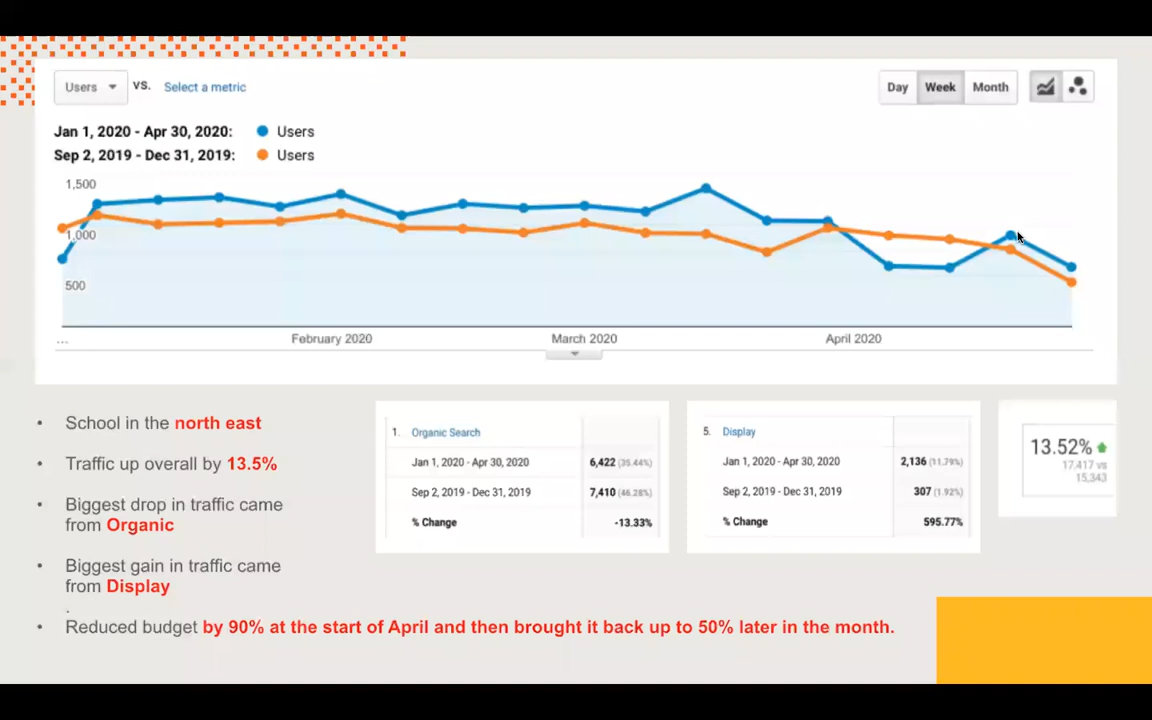 Users vs. Select a metric Day Week Month
Jan 1, 2020 - Apr 30, 2020: Users
Sep 2, 2019 - Dec 31, 2019: Users
1,500
1,000
500
... February 2020 March 2020 April 2020
• School in the north east
• Traffic up overall by 13.5%
• Biggest drop in traffic came
from Organic
• Biggest gain in traffic came
from Display
.
• Reduced budget by 90% at the start of April and then brought it back up to 50% later in the month.
1. Organic Search
Jan 1, 2020 - Apr 30, 2020 6,422 (35.44%)
Sep 2, 2019 - Dec 31, 2019 7,410 (46.28%)
% Change -13.33%
5. Display
Jan 1, 2020 - Apr 30, 2020 2,136 (11.79%)
Sep 2, 2019 - Dec 31, 2019 307 (1.92%)
% Change 595.77%
13.52%
17,417 vs
15,343